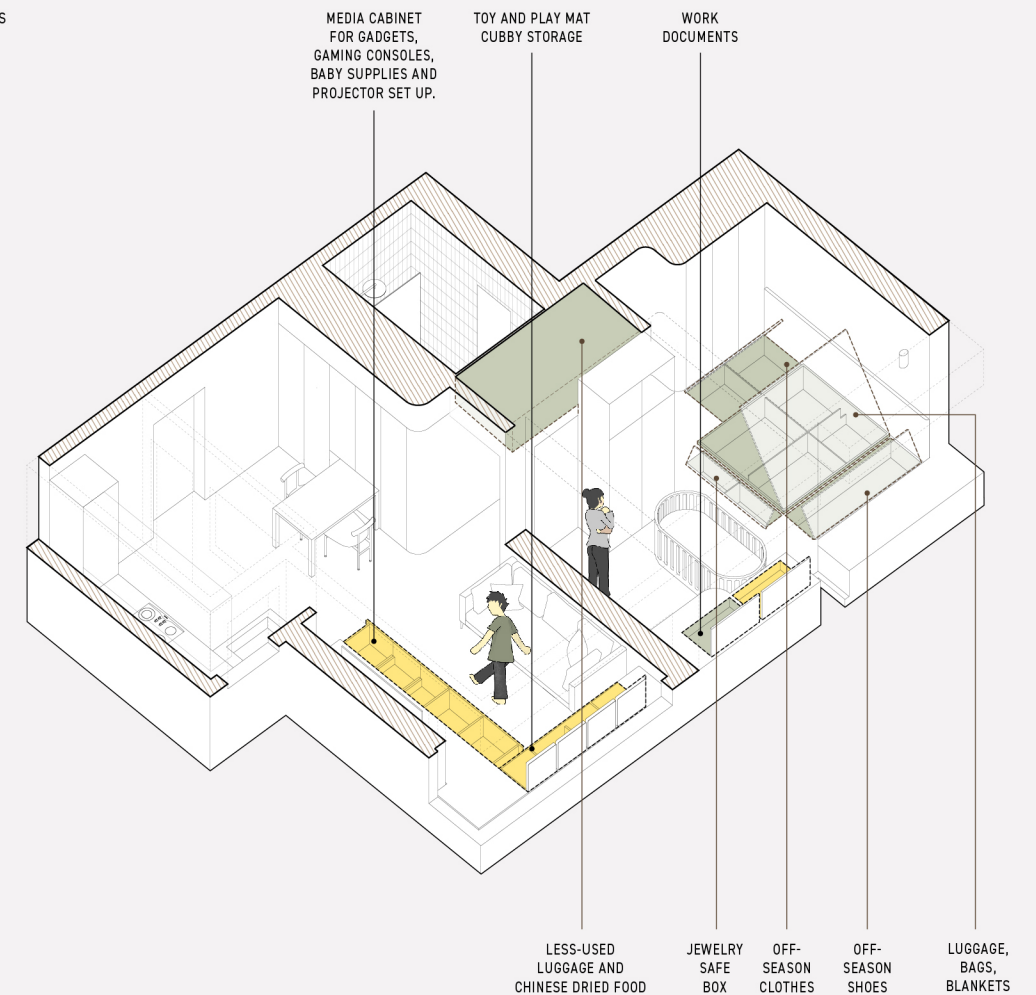 S
MEDIA CABINET
FOR GADGETS,
GAMING CONSOLES,
BABY SUPPLIES AND
PROJECTOR SET UP.
TOY AND PLAY MAT
CUBBY STORAGE
WORK
DOCUMENTS
LESS-USED
LUGGAGE AND
CHINESE DRIED FOOD
JEWELRY
SAFE
BOX
OFF-
SEASON
CLOTHES
OFF-
SEASON
SHOES
LUGGAGE,
BAGS,
BLANKETS